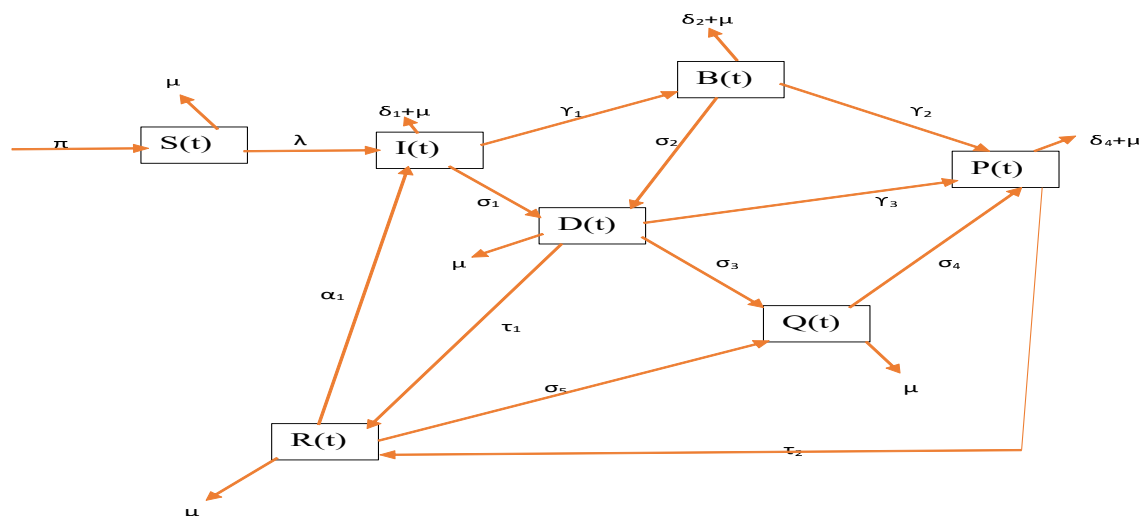 δ₂+μ
B(t)
μ
δ₁+μ
ϒ₁
ϒ₂
π
S(t)
λ
I(t)
σ₂
δ₄+μ
P(t)
σ₁
ϒ₃
D(t)
μ
σ₃
σ₄
α₁
τ₁
Q(t)
μ
σ₅
R(t)
τ₂
μ